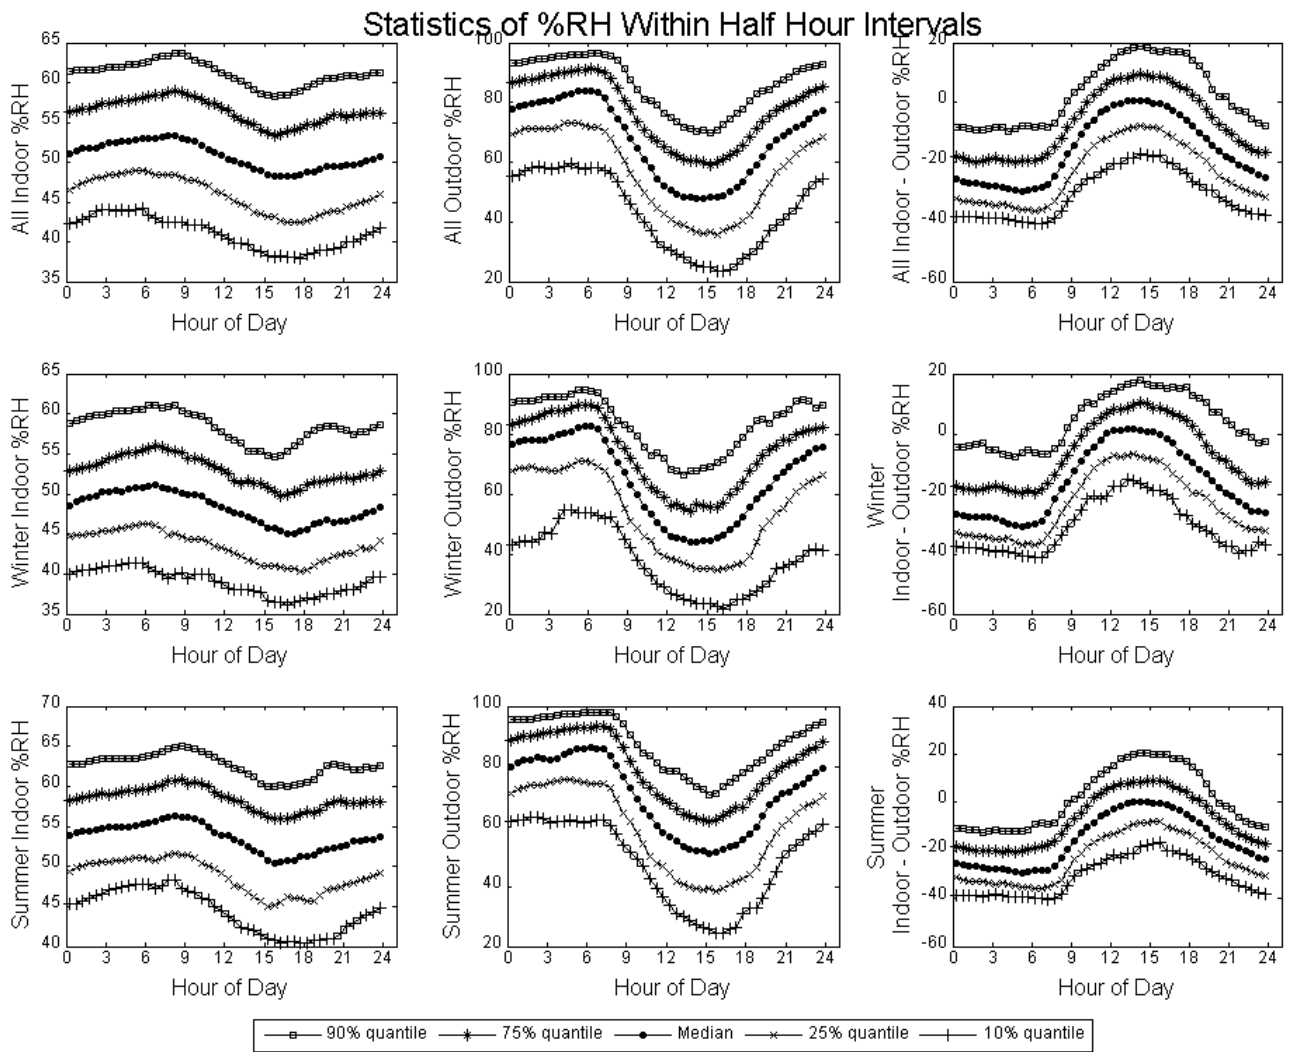 Statistics of %RH Within Half Hour Intervals
65
60
55
50
45
40
35
All Indoor %RH
0 3 6 9 12 15 18 21 24
Hour of Day
100
80
60
40
20
All Outdoor %RH
0 3 6 9 12 15 18 21 24
Hour of Day
20
0
-20
-40
-60
All Indoor - Outdoor %RH
0 3 6 9 12 15 18 21 24
Hour of Day
65
60
55
50
45
40
35
Winter Indoor %RH
0 3 6 9 12 15 18 21 24
Hour of Day
100
80
60
40
20
Winter Outdoor %RH
0 3 6 9 12 15 18 21 24
Hour of Day
20
0
-20
-40
-60
Winter
Indoor - Outdoor %RH
0 3 6 9 12 15 18 21 24
Hour of Day
70
65
60
55
50
45
40
Summer Indoor %RH
0 3 6 9 12 15 18 21 24
Hour of Day
100
80
60
40
20
Summer Outdoor %RH
0 3 6 9 12 15 18 21 24
Hour of Day
40
20
0
-20
-40
-60
Summer
Indoor - Outdoor %RH
0 3 6 9 12 15 18 21 24
Hour of Day
90% quantile 75% quantile Median 25% quantile 10% quantile